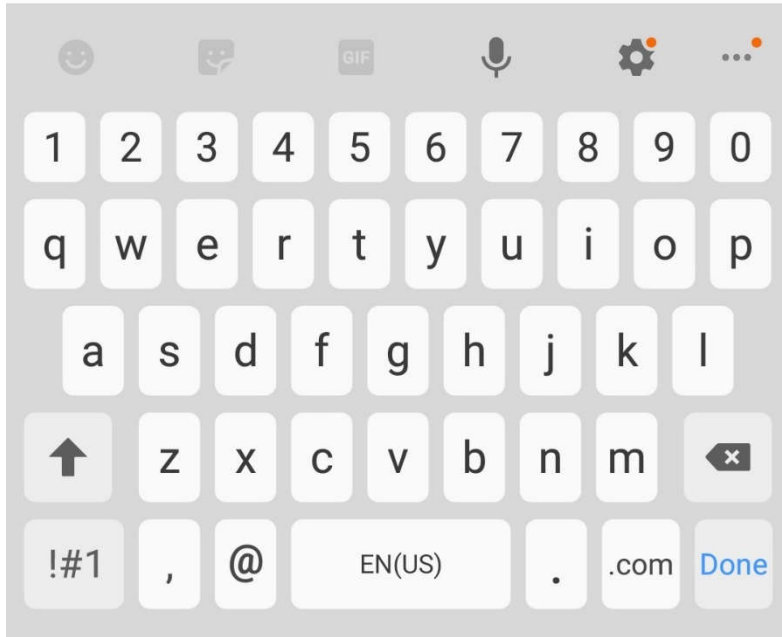 GIF
1 2 3 4 5 6 7 8 9 0
q w e r t y u i o p
a s d f g h j k l
z x c v b n m
!#1 , @ EN(US) . .com Done